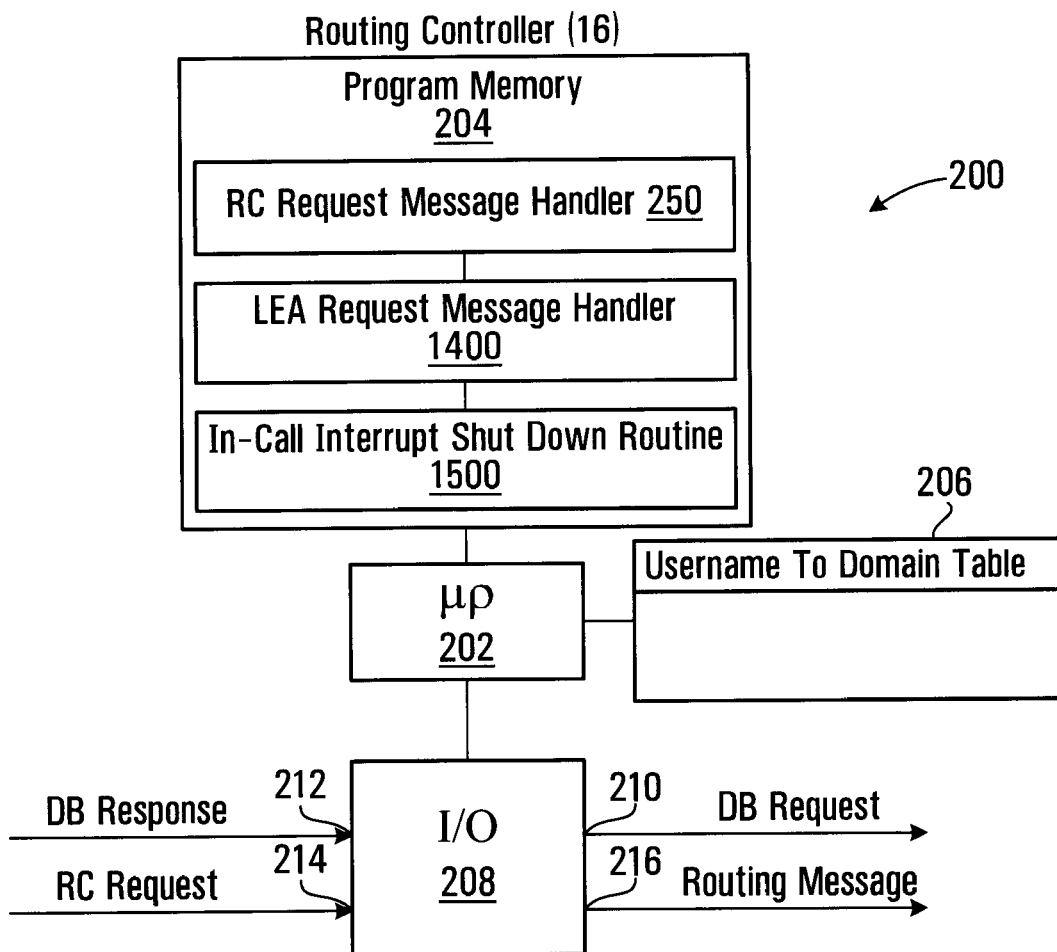 Routing Controller (16)
Program Memory
204
RC Request Message Handler 250
200
LEA Request Message Handler
1400
In-Call Interrupt Shut Down Routine
1500
206
Username To Domain Table
μρ
202
212
DB Response
214
RC Request
I/O
208
210
DB Request
216
Routing Message